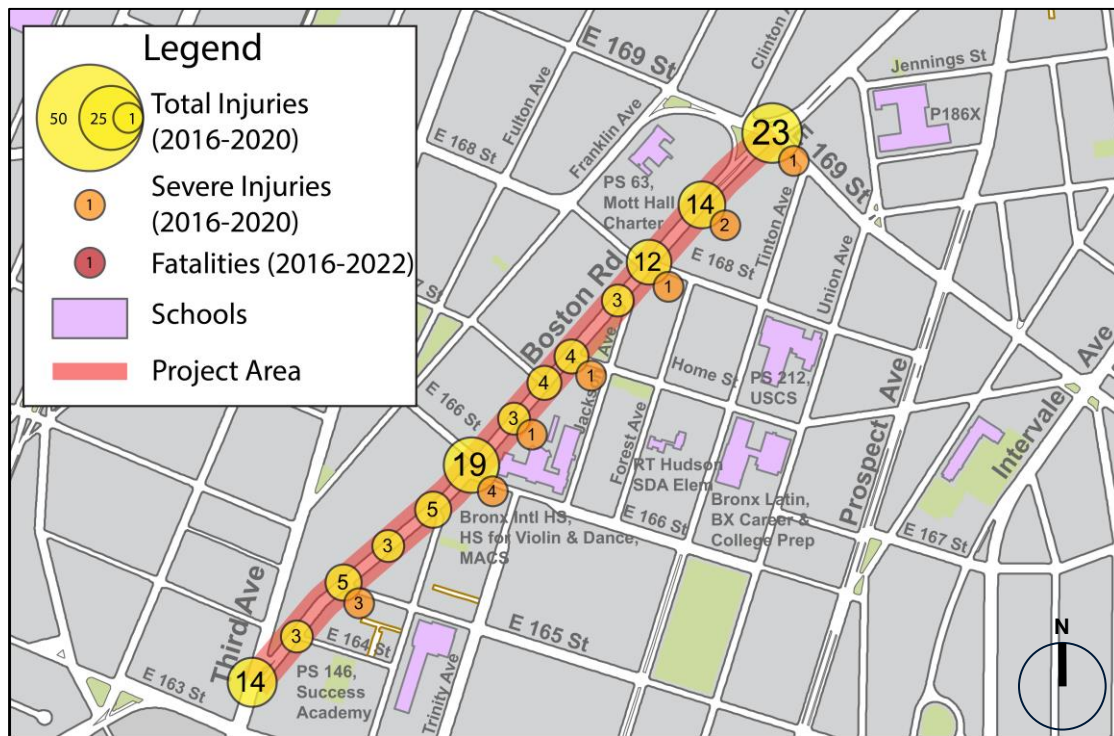 Legend
50 25 1
Total Injuries
(2016-2020)
1
Severe Injuries
(2016-2020)
1
Fatalities (2016-2022)
Schools
Project Area
E 169 St
Clinton A
Jennings St
Fulton Ave
Franklin Ave
E 168 St
P186X
23
1
E 169 St
PS 63,
Mott Hall
Charter
14
2
Tinton Ave
Union Ave
12
E 168 St
1
Boston Rd
3
Ave
4
1
Home St
PS 212,
USCS
4
Jacks
E 166 St
3
1
Forest Ave
Prospect Ave
Intervale
Ave
19
4
RT Hudson
SDA Elem
Bronx Latin,
BX Career &
College Prep
5
Bronx Intl HS,
HS for Violin & Dance,
MACS
E 166 St
E 167 St
3
5
3
Third Ave
3
E 164 St
E 165 St
N
14
E 163 St
PS 146,
Success
Academy
Trinity Ave